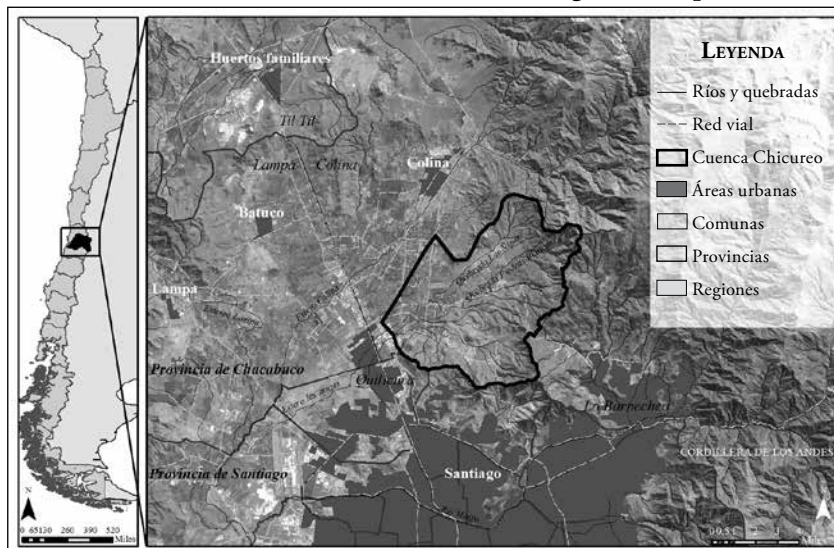 LEYENDA
Ríos y quebradas
Red vial
Cuenca Chicureo
Áreas urbanas
Comunas
Provincias
Regiones
Huertos familiares
Til Til
Lampa
Colina
Colina
Batuco
Lampa
Provincia de Chacabuco
Quilicura
Provincia de Santiago
Santiago
CORDILLERA DE LOS ANDES
N
0 65130 260 390 520
Miles
Miles